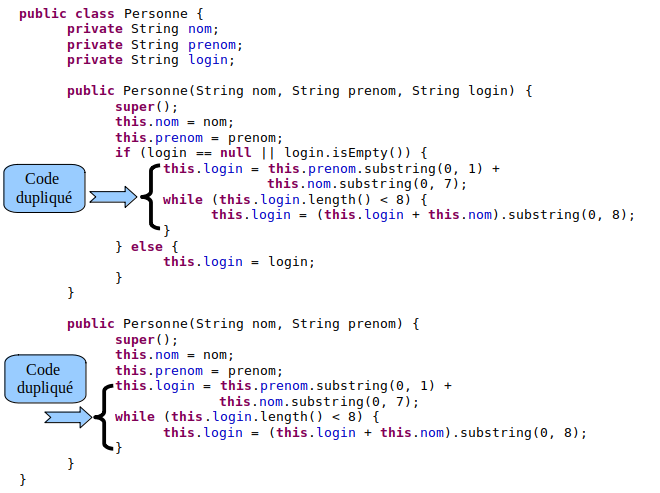 public class Personne {
private String nom;
private String prenom;
private String login;
public Personne(String nom, String prenom, String login) {
super();
this.nom = nom;
this.prenom = prenom;
if (login == null || login.isEmpty()) {
this.login = this.prenom.substring(0, 1) +
this.nom.substring(0, 7);
while (this.login.length() < 8) {
this.login = (this.login + this.nom).substring(0, 8);
}
} else {
this.login = login;
}
}
Code
dupliqué
public Personne(String nom, String prenom) {
super();
this.nom = nom;
this.prenom = prenom;
this.login = this.prenom.substring(0, 1) +
this.nom.substring(0, 7);
while (this.login.length() < 8) {
this.login = (this.login + this.nom).substring(0, 8);
}
}
}
Code
dupliqué